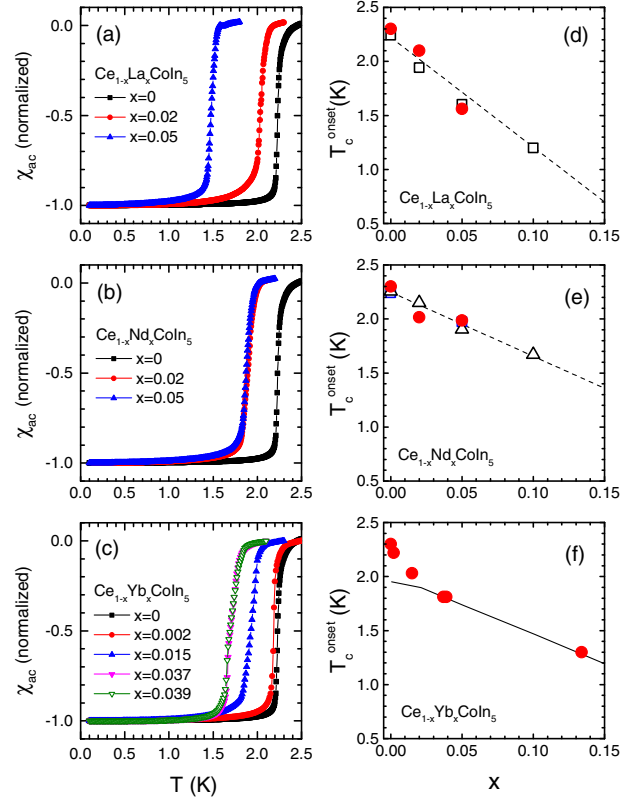 (a)
Ce1-xLaxCoIn5
x=0
x=0.02
x=0.05
χac (normalized)
0.0
-0.5
-1.0
0.0 0.5 1.0 1.5 2.0 2.5
(d)
Tc onset (K)
2.5
2.0
1.5
1.0
0.5
Ce1-xLaxCoIn5
0.00 0.05 0.10 0.15
(b)
Ce1-xNdxCoIn5
x=0
x=0.02
x=0.05
χac (normalized)
0.0
-0.5
-1.0
0.0 0.5 1.0 1.5 2.0 2.5
(e)
Tc onset (K)
2.5
2.0
1.5
1.0
0.5
Ce1-xNdxCoIn5
0.00 0.05 0.10 0.15
(c)
Ce1-xYbxCoIn5
x=0
x=0.002
x=0.015
x=0.037
x=0.039
χac (normalized)
0.0
-0.5
-1.0
0.0 0.5 1.0 1.5 2.0 2.5
T (K)
(f)
Tc onset (K)
2.5
2.0
1.5
1.0
0.5
Ce1-xYbxCoIn5
0.00 0.05 0.10 0.15
x